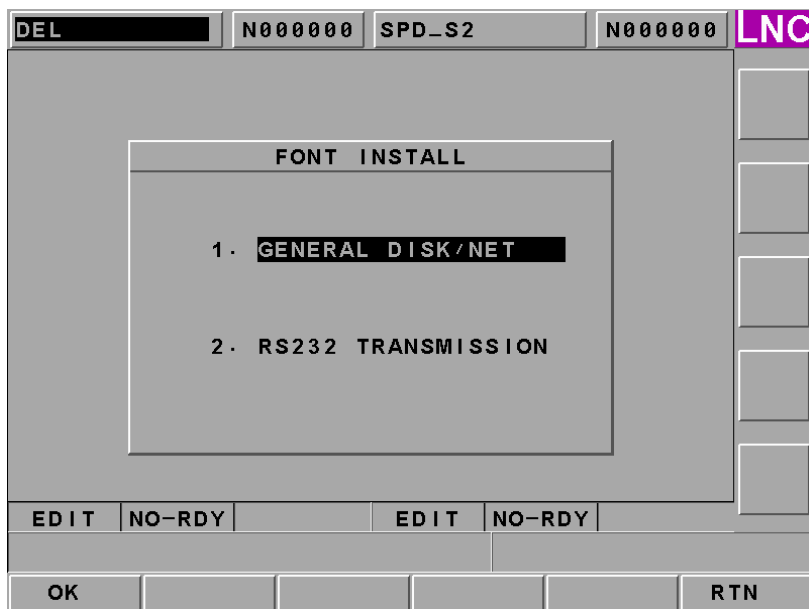 DEL N000000 SPD_S2 N000000 LNC
FONT INSTALL
1. GENERAL DISK/NET
2. RS232 TRANSMISSION
EDIT NO-RDY EDIT NO-RDY
OK RTN